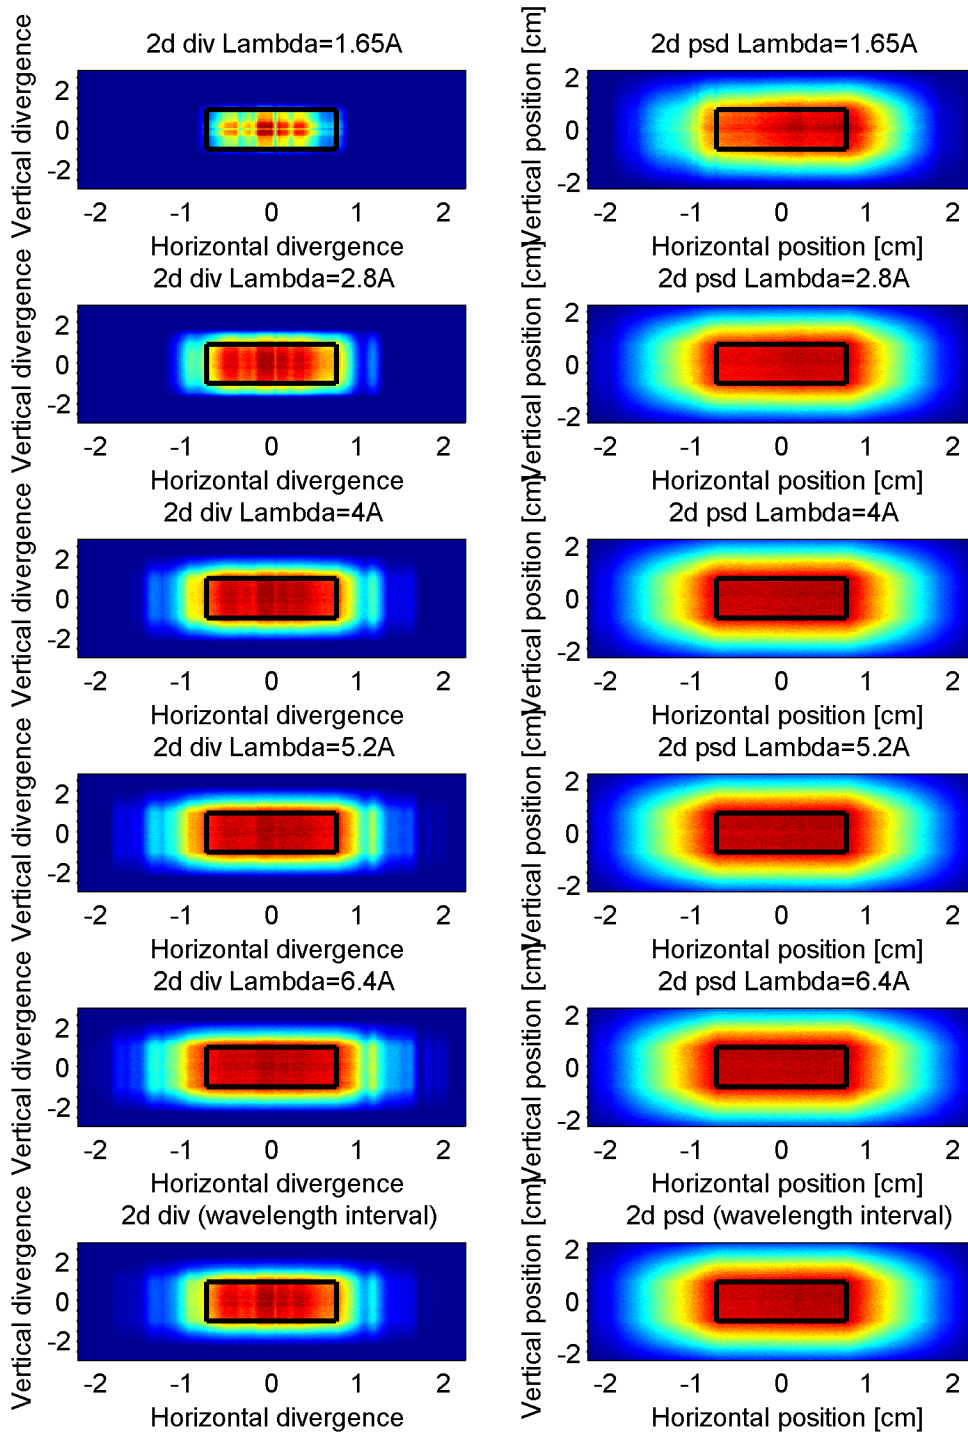 2d div Lambda=1.65A
Vertical divergence
2
0
-2
-2 -1 0 1 2
Horizontal divergence
2d psd Lambda=1.65A
Vertical position [cm]
2
0
-2
-2 -1 0 1 2
Horizontal position [cm]
2d div Lambda=2.8A
Vertical divergence
2
0
-2
-2 -1 0 1 2
Horizontal divergence
2d psd Lambda=2.8A
Vertical position [cm]
2
0
-2
-2 -1 0 1 2
Horizontal position [cm]
2d div Lambda=4A
Vertical divergence
2
0
-2
-2 -1 0 1 2
Horizontal divergence
2d psd Lambda=4A
Vertical position [cm]
2
0
-2
-2 -1 0 1 2
Horizontal position [cm]
2d div Lambda=5.2A
Vertical divergence
2
0
-2
-2 -1 0 1 2
Horizontal divergence
2d psd Lambda=5.2A
Vertical position [cm]
2
0
-2
-2 -1 0 1 2
Horizontal position [cm]
2d div Lambda=6.4A
Vertical divergence
2
0
-2
-2 -1 0 1 2
Horizontal divergence
2d psd Lambda=6.4A
Vertical position [cm]
2
0
-2
-2 -1 0 1 2
Horizontal position [cm]
2d div (wavelength interval)
Vertical divergence
2
0
-2
-2 -1 0 1 2
Horizontal divergence
2d psd (wavelength interval)
Vertical position [cm]
2
0
-2
-2 -1 0 1 2
Horizontal position [cm]